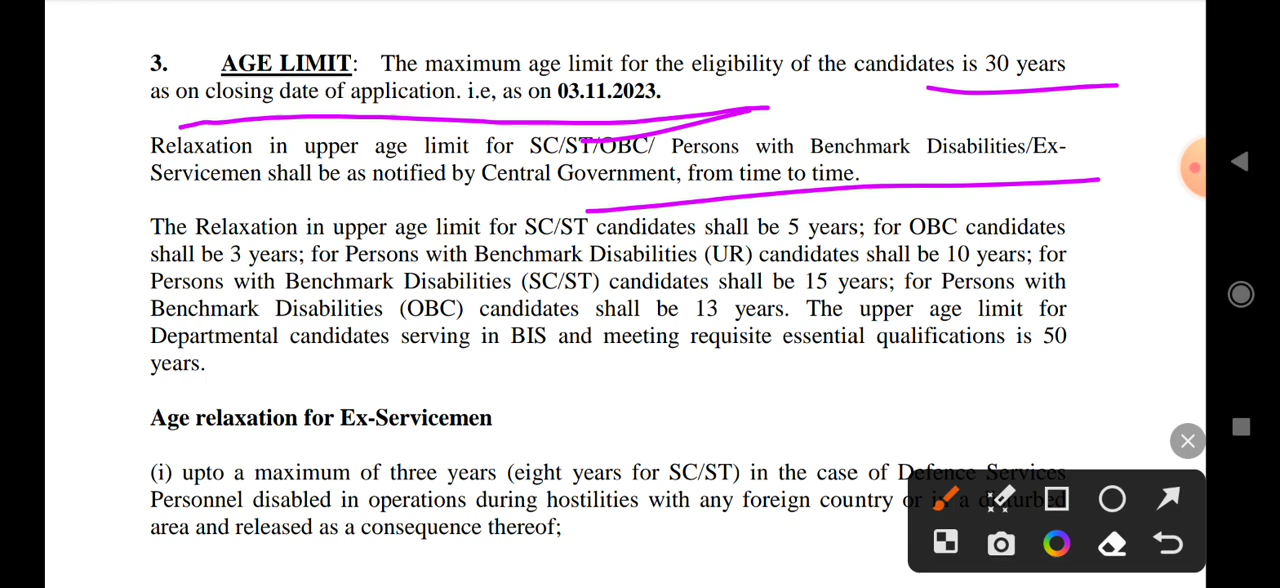 3. AGE LIMIT: The maximum age limit for the eligibility of the candidates is 30 years
as on closing date of application. i.e, as on 03.11.2023.
Relaxation in upper age limit for SC/ST/OBC/ Persons with Benchmark Disabilities/Ex-
Servicemen shall be as notified by Central Government, from time to time.
The Relaxation in upper age limit for SC/ST candidates shall be 5 years; for OBC candidates
shall be 3 years; for Persons with Benchmark Disabilities (UR) candidates shall be 10 years; for
Persons with Benchmark Disabilities (SC/ST) candidates shall be 15 years; for Persons with
Benchmark Disabilities (OBC) candidates shall be 13 years. The upper age limit for
Departmental candidates serving in BIS and meeting requisite essential qualifications is 50
years.
Age relaxation for Ex-Servicemen
(i) upto a maximum of three years (eight years for SC/ST) in the case of Defence Services
Personnel disabled in operations during hostilities with any foreign country or in a disturbed
area and released as a consequence thereof;